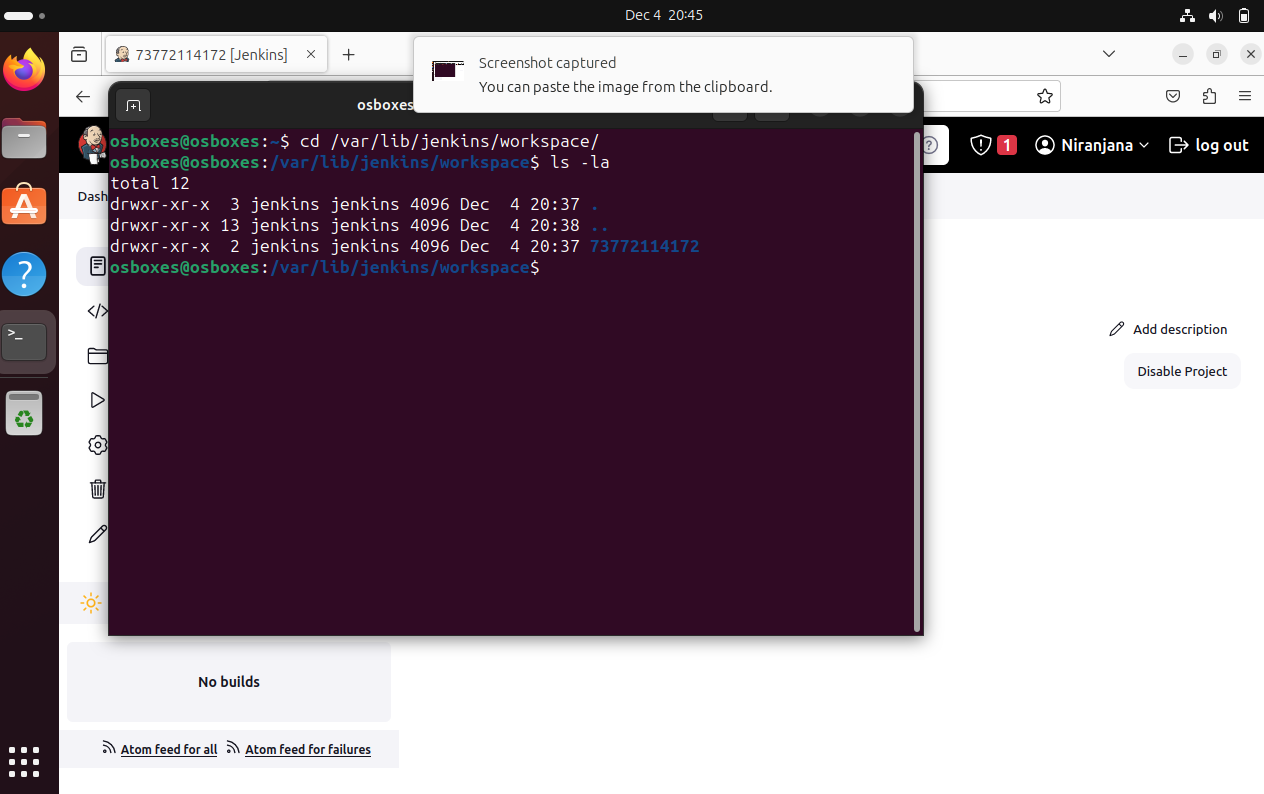 Dec 4 20:45
73772114172 [Jenkins]
Screenshot captured
You can paste the image from the clipboard.
osboxes
osboxes@osboxes:~$ cd /var/lib/jenkins/workspace/
osboxes@osboxes:/var/lib/jenkins/workspace$ ls -la
total 12
drwxr-xr-x  3 jenkins jenkins 4096 Dec  4 20:37 .
drwxr-xr-x 13 jenkins jenkins 4096 Dec  4 20:38 ..
drwxr-xr-x  2 jenkins jenkins 4096 Dec  4 20:37 73772114172
osboxes@osboxes:/var/lib/jenkins/workspace$
1
Niranjana
log out
Dash
Add description
Disable Project
No builds
Atom feed for all
Atom feed for failures